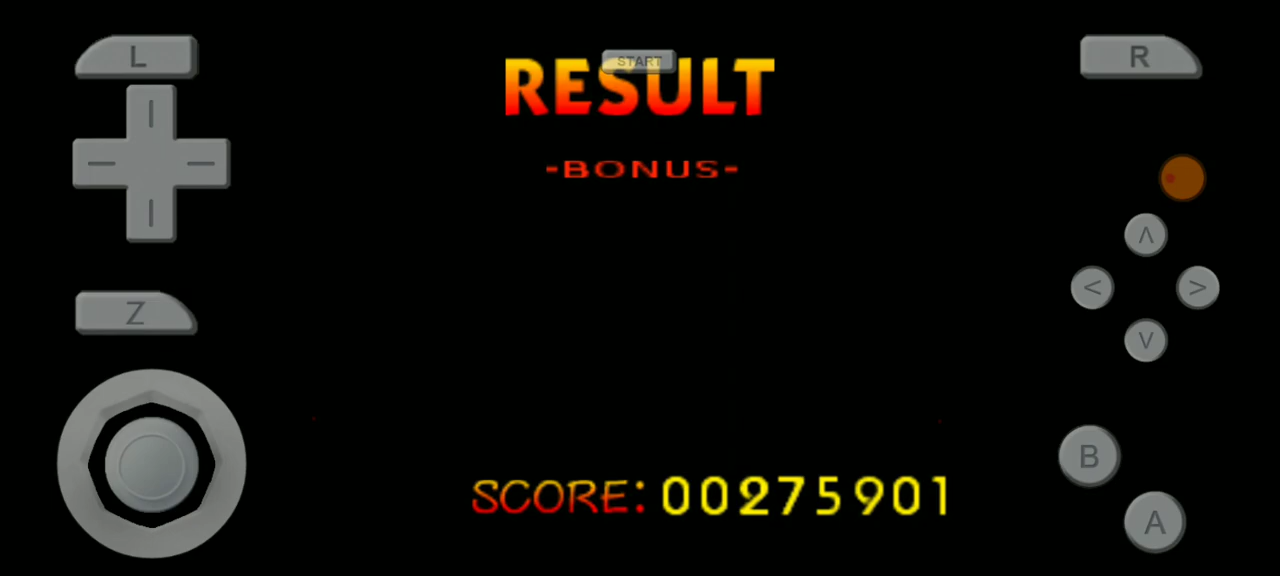 L
START
R
RESULT
-BONUS-
Λ
<
>
Z
V
B
SCORE: 00275901
A